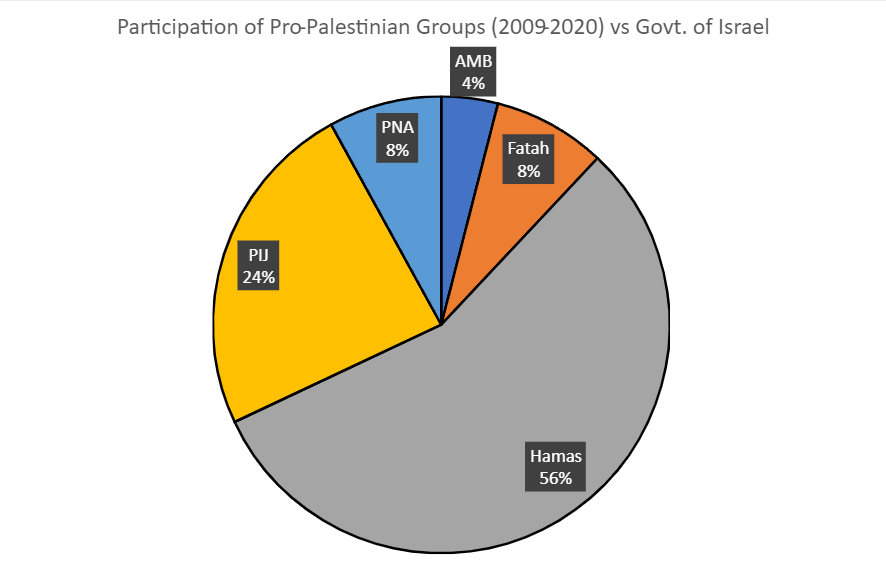 Participation of Pro-Palestinian Groups (2009-2020) vs Govt. of Israel
AMB
4%
PNA
8%
Fatah
8%
PIJ
24%
Hamas
56%